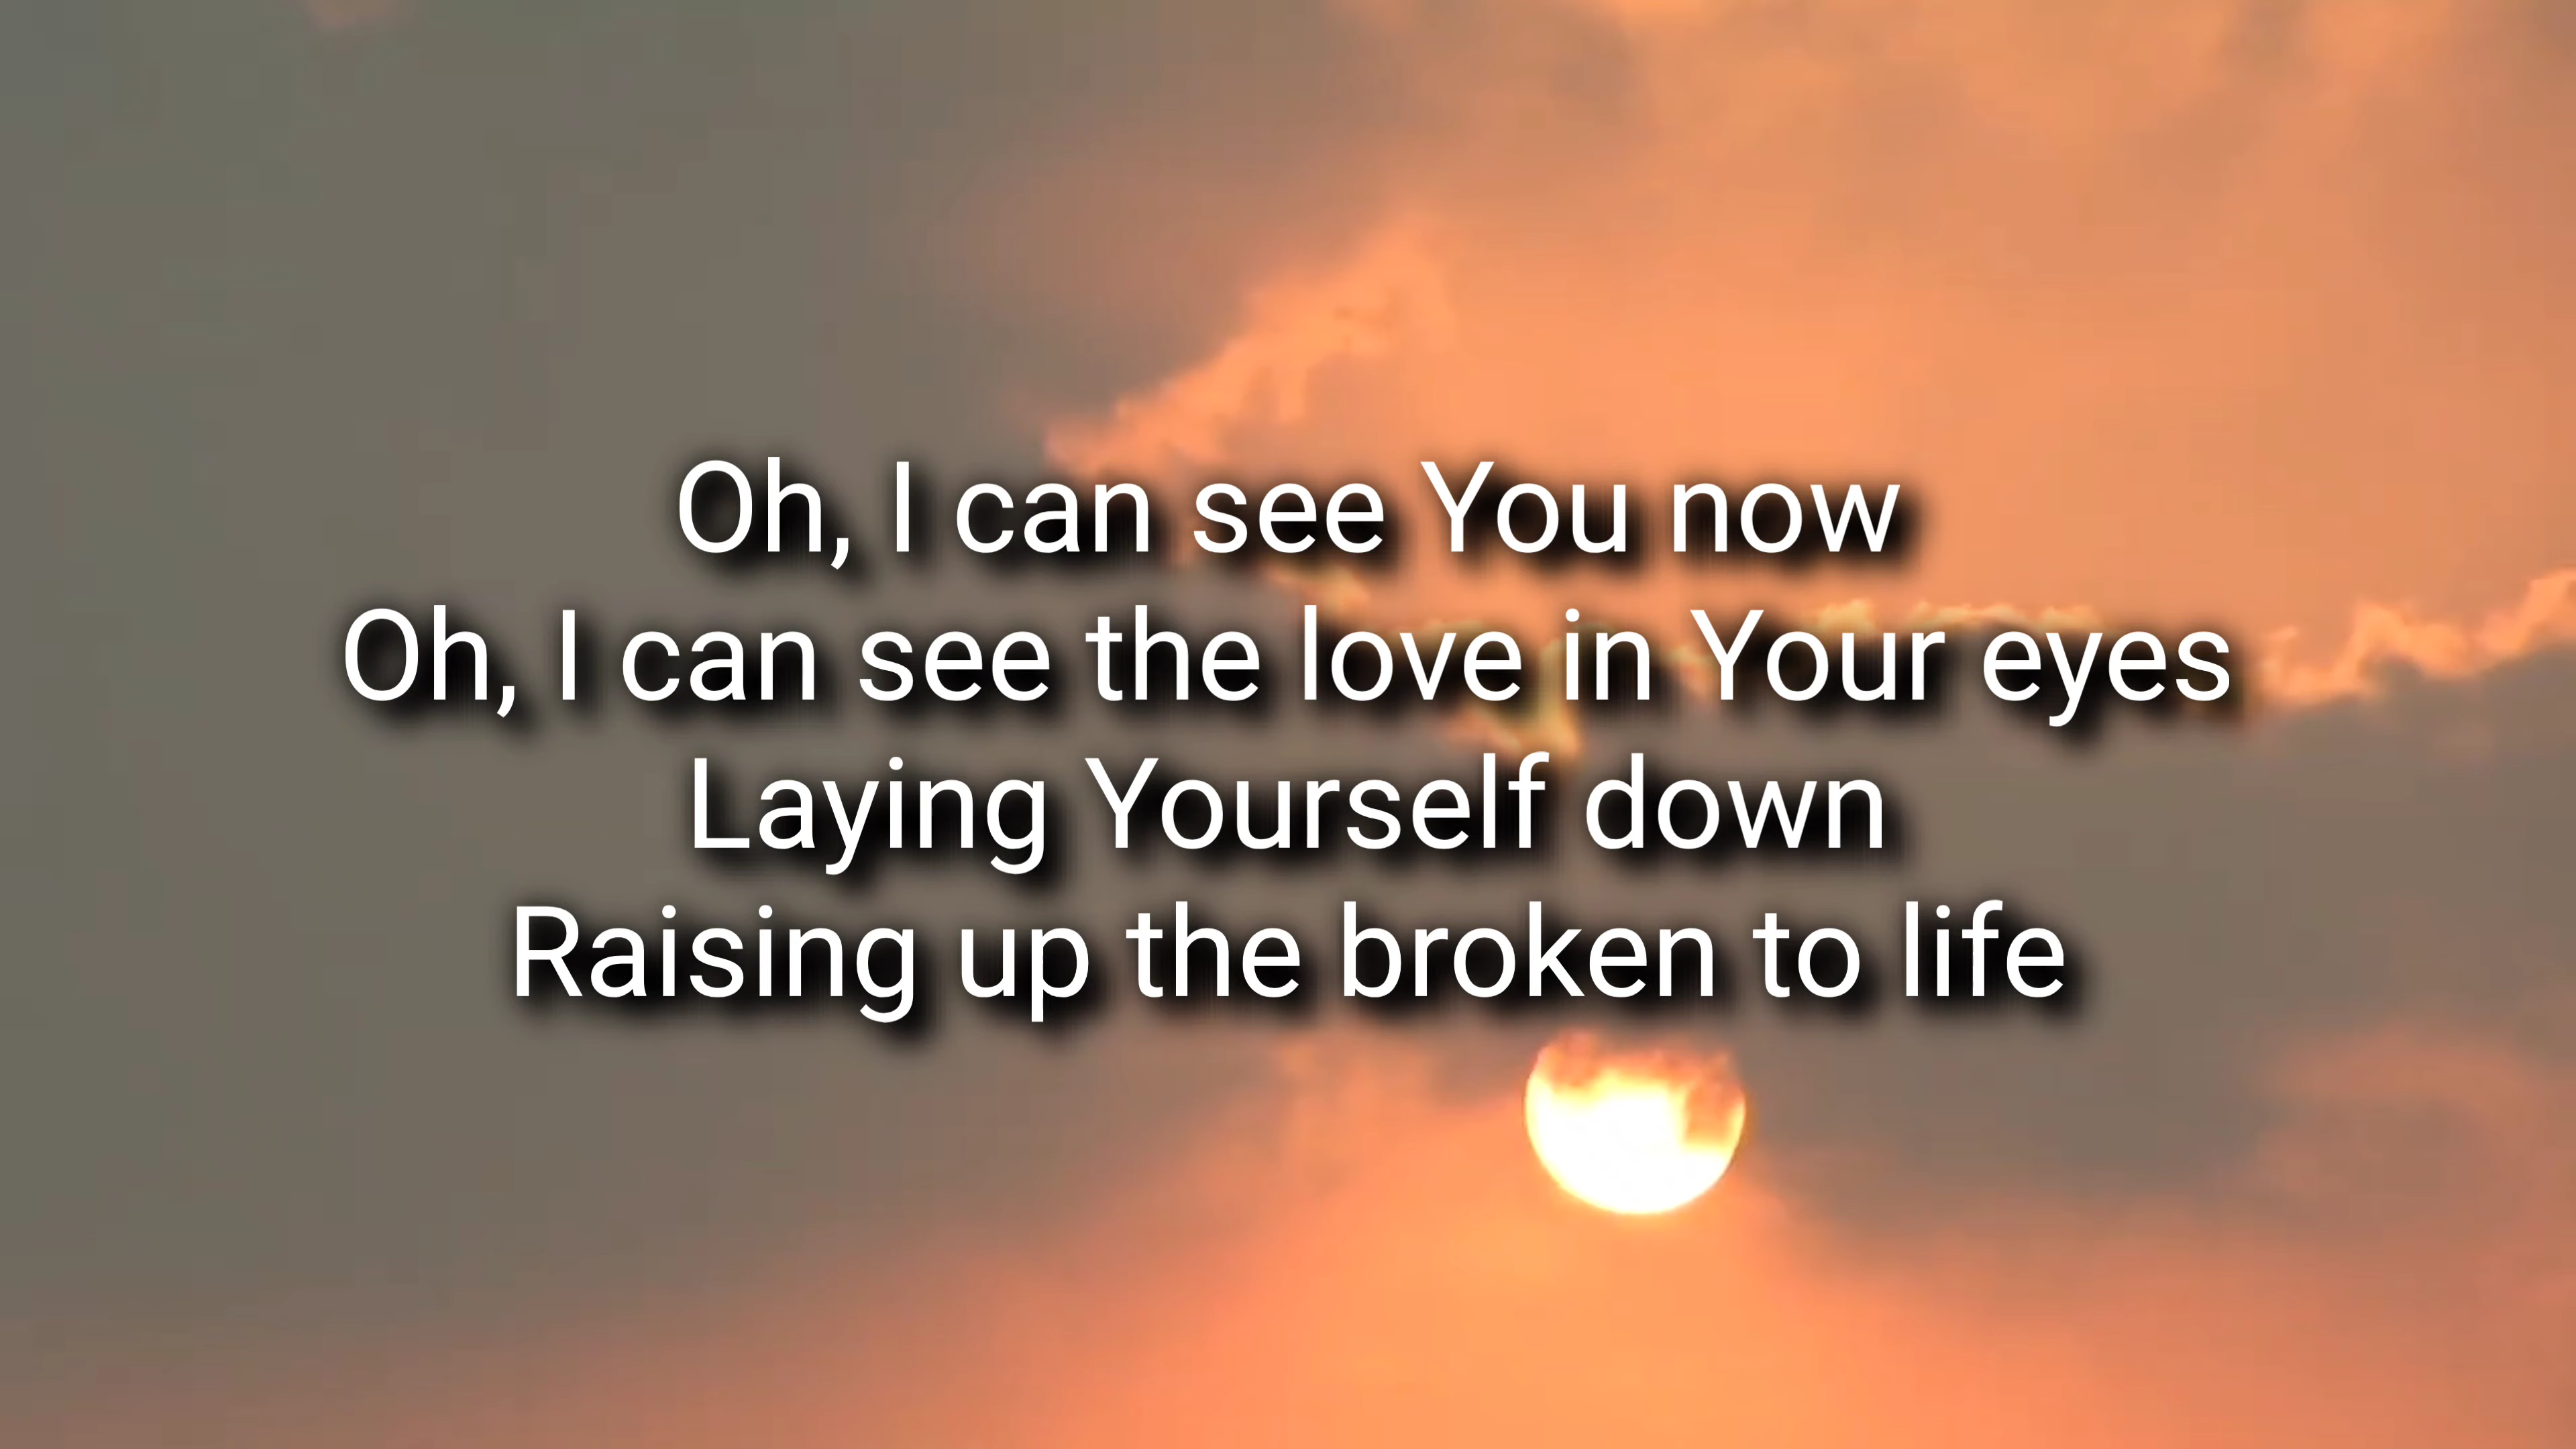 Oh, I can see You now
Oh, I can see the love in Your eyes
Laying Yourself down
Raising up the broken to life